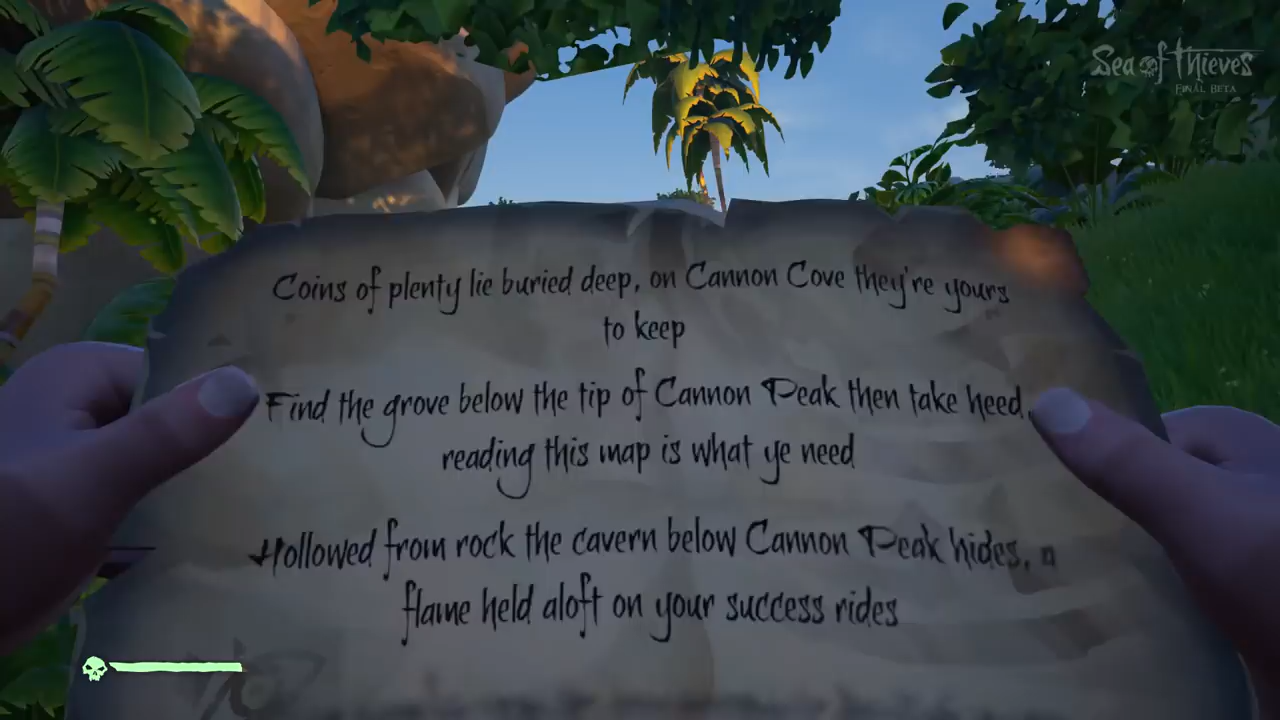 Sea of Thieves
Final Beta
Coins of plenty lie buried deep, on Cannon Cove they're yours
to keep
Find the grove below the tip of Cannon Peak then take heed,
reading this map is what ye need
Hollowed from rock the cavern below Cannon Peak hides, a
flame held aloft on your success rides